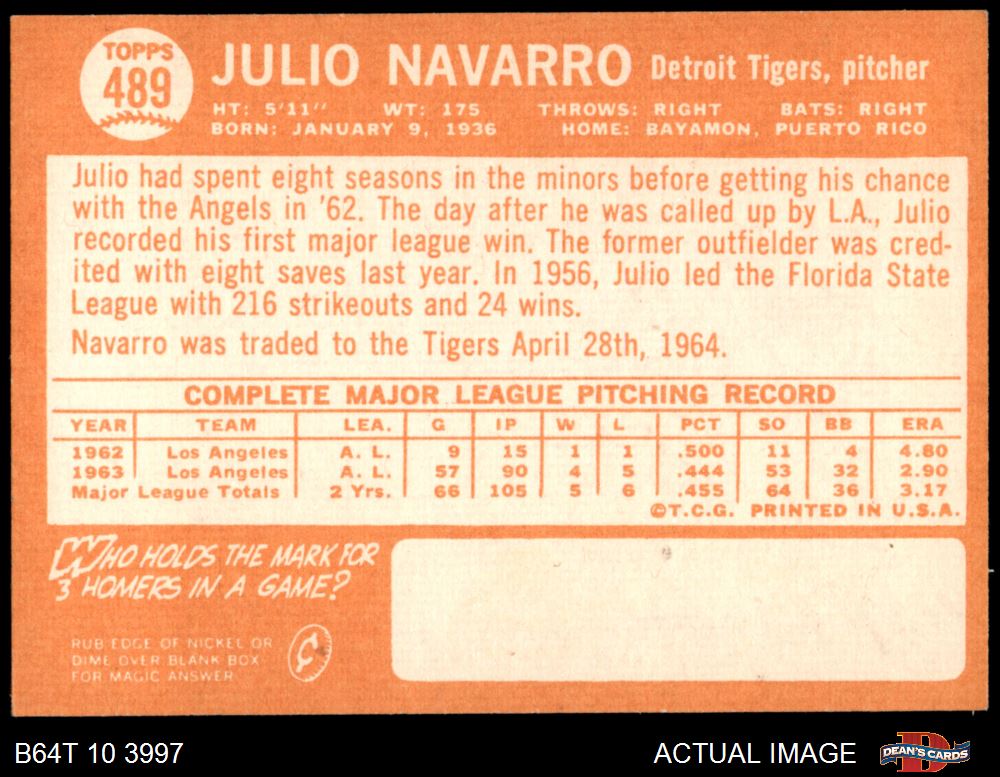 TOPPS
489
JULIO NAVARRO Detroit Tigers, pitcher
HT: 5'11" WT: 175 THROWS: RIGHT BATS: RIGHT
BORN: JANUARY 9, 1936 HOME: BAYAMON, PUERTO RICO
Julio had spent eight seasons in the minors before getting his chance
with the Angels in '62. The day after he was called up by L.A., Julio
recorded his first major league win. The former outfielder was cred-
ited with eight saves last year. In 1956, Julio led the Florida State
League with 216 strikeouts and 24 wins.
Navarro was traded to the Tigers April 28th, 1964.
COMPLETE MAJOR LEAGUE PITCHING RECORD
YEAR TEAM LEA. G IP W L PCT SO BB ERA
1962 Los Angeles A. L. 9 15 1 1 .500 11 4 4.80
1963 Los Angeles A. L. 57 90 4 5 .444 53 32 2.90
Major League Totals 2 Yrs. 66 105 5 6 .455 64 36 3.17
©T.C.G. PRINTED IN U.S.A.
WHO HOLDS THE MARK FOR
3 HOMERS IN A GAME?
RUB EDGE OF NICKEL OR
DIME OVER BLANK BOX
FOR MAGIC ANSWER
B64T 10 3997 ACTUAL IMAGE DEAN'S CARDS